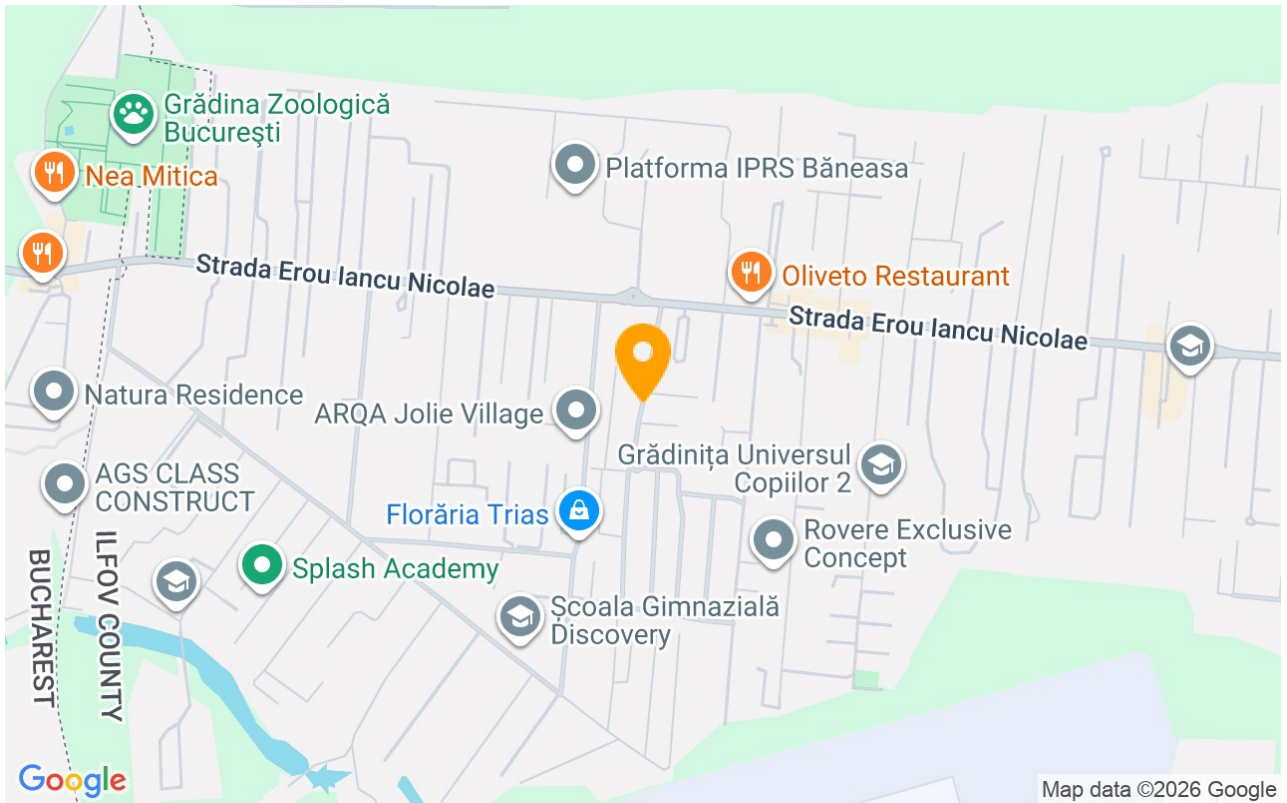 Grădina Zoologică
București
Nea Mitica
Platforma IPRS Băneasa
Strada Erou Iancu Nicolae
Oliveto Restaurant
Strada Erou Iancu Nicolae
Natura Residence
ARQA Jolie Village
Grădinița Universul
Copiilor 2
AGS CLASS
CONSTRUCT
Florăria Trias
Rovere Exclusive
Concept
Splash Academy
Școala Gimnazială
Discovery
BUCHAREST
ILFOV COUNTY
Google
Map data ©2026 Google